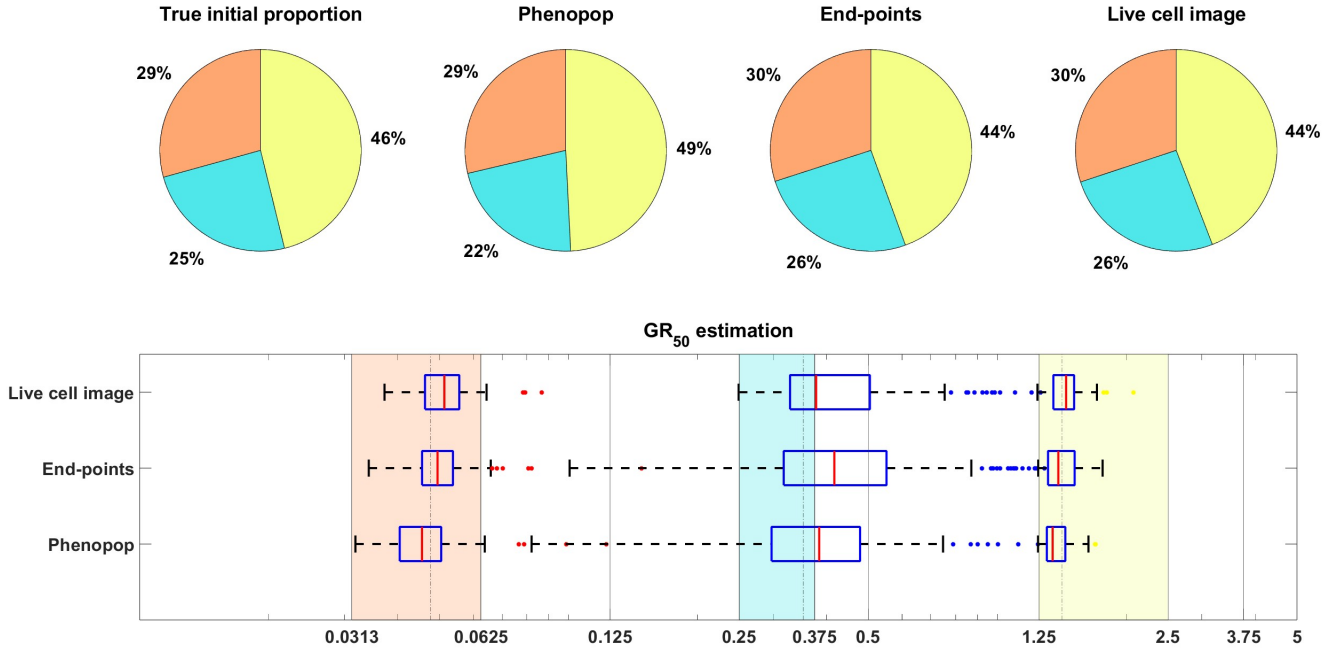 True initial proportion
Phenopop
End-points
Live cell image
29%
46%
25%
29%
49%
22%
30%
44%
26%
30%
44%
26%
GR50 estimation
Live cell image
End-points
Phenopop
0.0313 0.0625 0.125 0.25 0.375 0.5 1.25 2.5 3.75 5